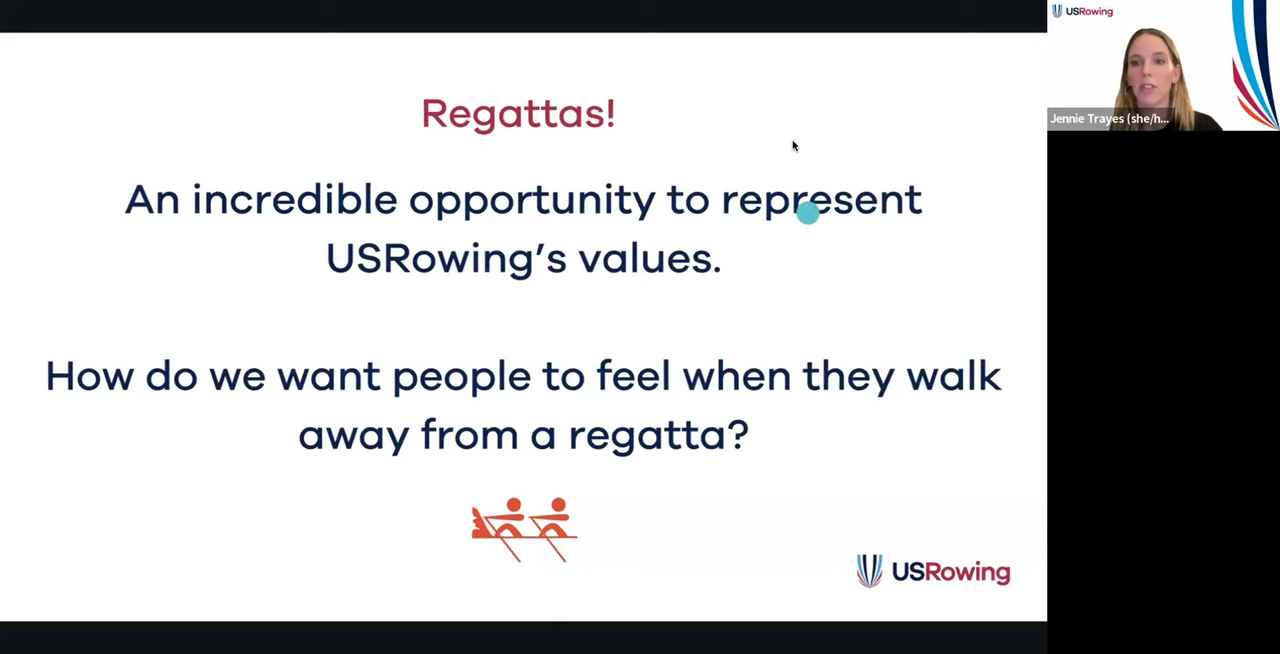 Regattas!
An incredible opportunity to represent
USRowing’s values.
How do we want people to feel when they walk
away from a regatta?
USRowing
USRowing
Jennie Trayes (she/h...